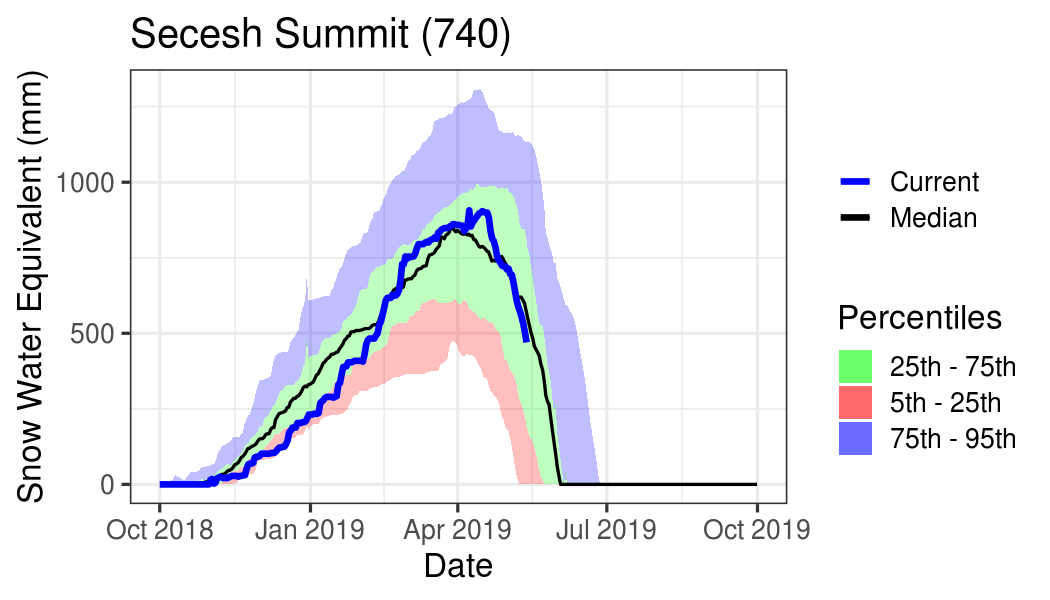 Secesh Summit (740)
Snow Water Equivalent (mm)
1000
500
0
Oct 2018
Jan 2019
Apr 2019
Jul 2019
Oct 2019
Date
Current
Median
Percentiles
25th - 75th
5th - 25th
75th - 95th